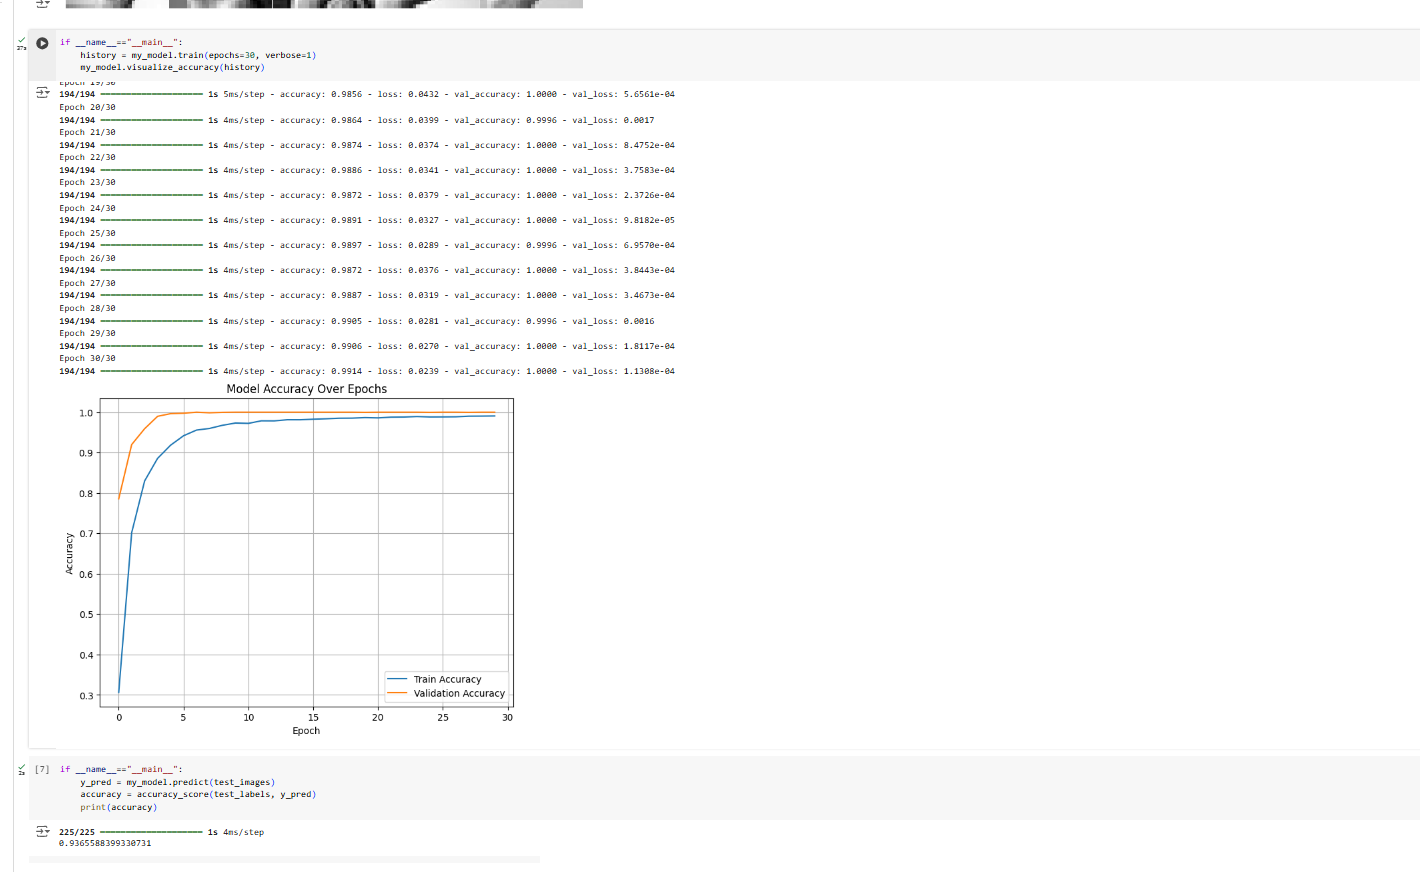 if __name__=="__main__":
history = my_model.train(epochs=30, verbose=1)
my_model.visualize_accuracy(history)
37s
Epoch 19/30
194/194 1s 5ms/step - accuracy: 0.9856 - loss: 0.0432 - val_accuracy: 1.0000 - val_loss: 5.6561e-04
Epoch 20/30
194/194 1s 4ms/step - accuracy: 0.9864 - loss: 0.0399 - val_accuracy: 0.9996 - val_loss: 0.0017
Epoch 21/30
194/194 1s 4ms/step - accuracy: 0.9874 - loss: 0.0374 - val_accuracy: 1.0000 - val_loss: 8.4752e-04
Epoch 22/30
194/194 1s 4ms/step - accuracy: 0.9886 - loss: 0.0341 - val_accuracy: 1.0000 - val_loss: 3.7583e-04
Epoch 23/30
194/194 1s 4ms/step - accuracy: 0.9872 - loss: 0.0379 - val_accuracy: 1.0000 - val_loss: 2.3726e-04
Epoch 24/30
194/194 1s 4ms/step - accuracy: 0.9891 - loss: 0.0327 - val_accuracy: 1.0000 - val_loss: 9.8182e-05
Epoch 25/30
194/194 1s 4ms/step - accuracy: 0.9897 - loss: 0.0289 - val_accuracy: 0.9996 - val_loss: 6.9570e-04
Epoch 26/30
194/194 1s 4ms/step - accuracy: 0.9872 - loss: 0.0376 - val_accuracy: 1.0000 - val_loss: 3.8443e-04
Epoch 27/30
194/194 1s 4ms/step - accuracy: 0.9887 - loss: 0.0319 - val_accuracy: 1.0000 - val_loss: 3.4673e-04
Epoch 28/30
194/194 1s 4ms/step - accuracy: 0.9905 - loss: 0.0281 - val_accuracy: 0.9996 - val_loss: 0.0016
Epoch 29/30
194/194 1s 4ms/step - accuracy: 0.9906 - loss: 0.0270 - val_accuracy: 1.0000 - val_loss: 1.8117e-04
Epoch 30/30
194/194 1s 4ms/step - accuracy: 0.9914 - loss: 0.0239 - val_accuracy: 1.0000 - val_loss: 1.1308e-04
Model Accuracy Over Epochs
1.0
0.9
0.8
0.7
0.6
0.5
0.4
0.3
Accuracy
Train Accuracy
Validation Accuracy
0 5 10 15 20 25 30
Epoch
[7] if __name__=="__main__":
y_pred = my_model.predict(test_images)
accuracy = accuracy_score(test_labels, y_pred)
print(accuracy)
225/225 1s 4ms/step
0.9365588399330731